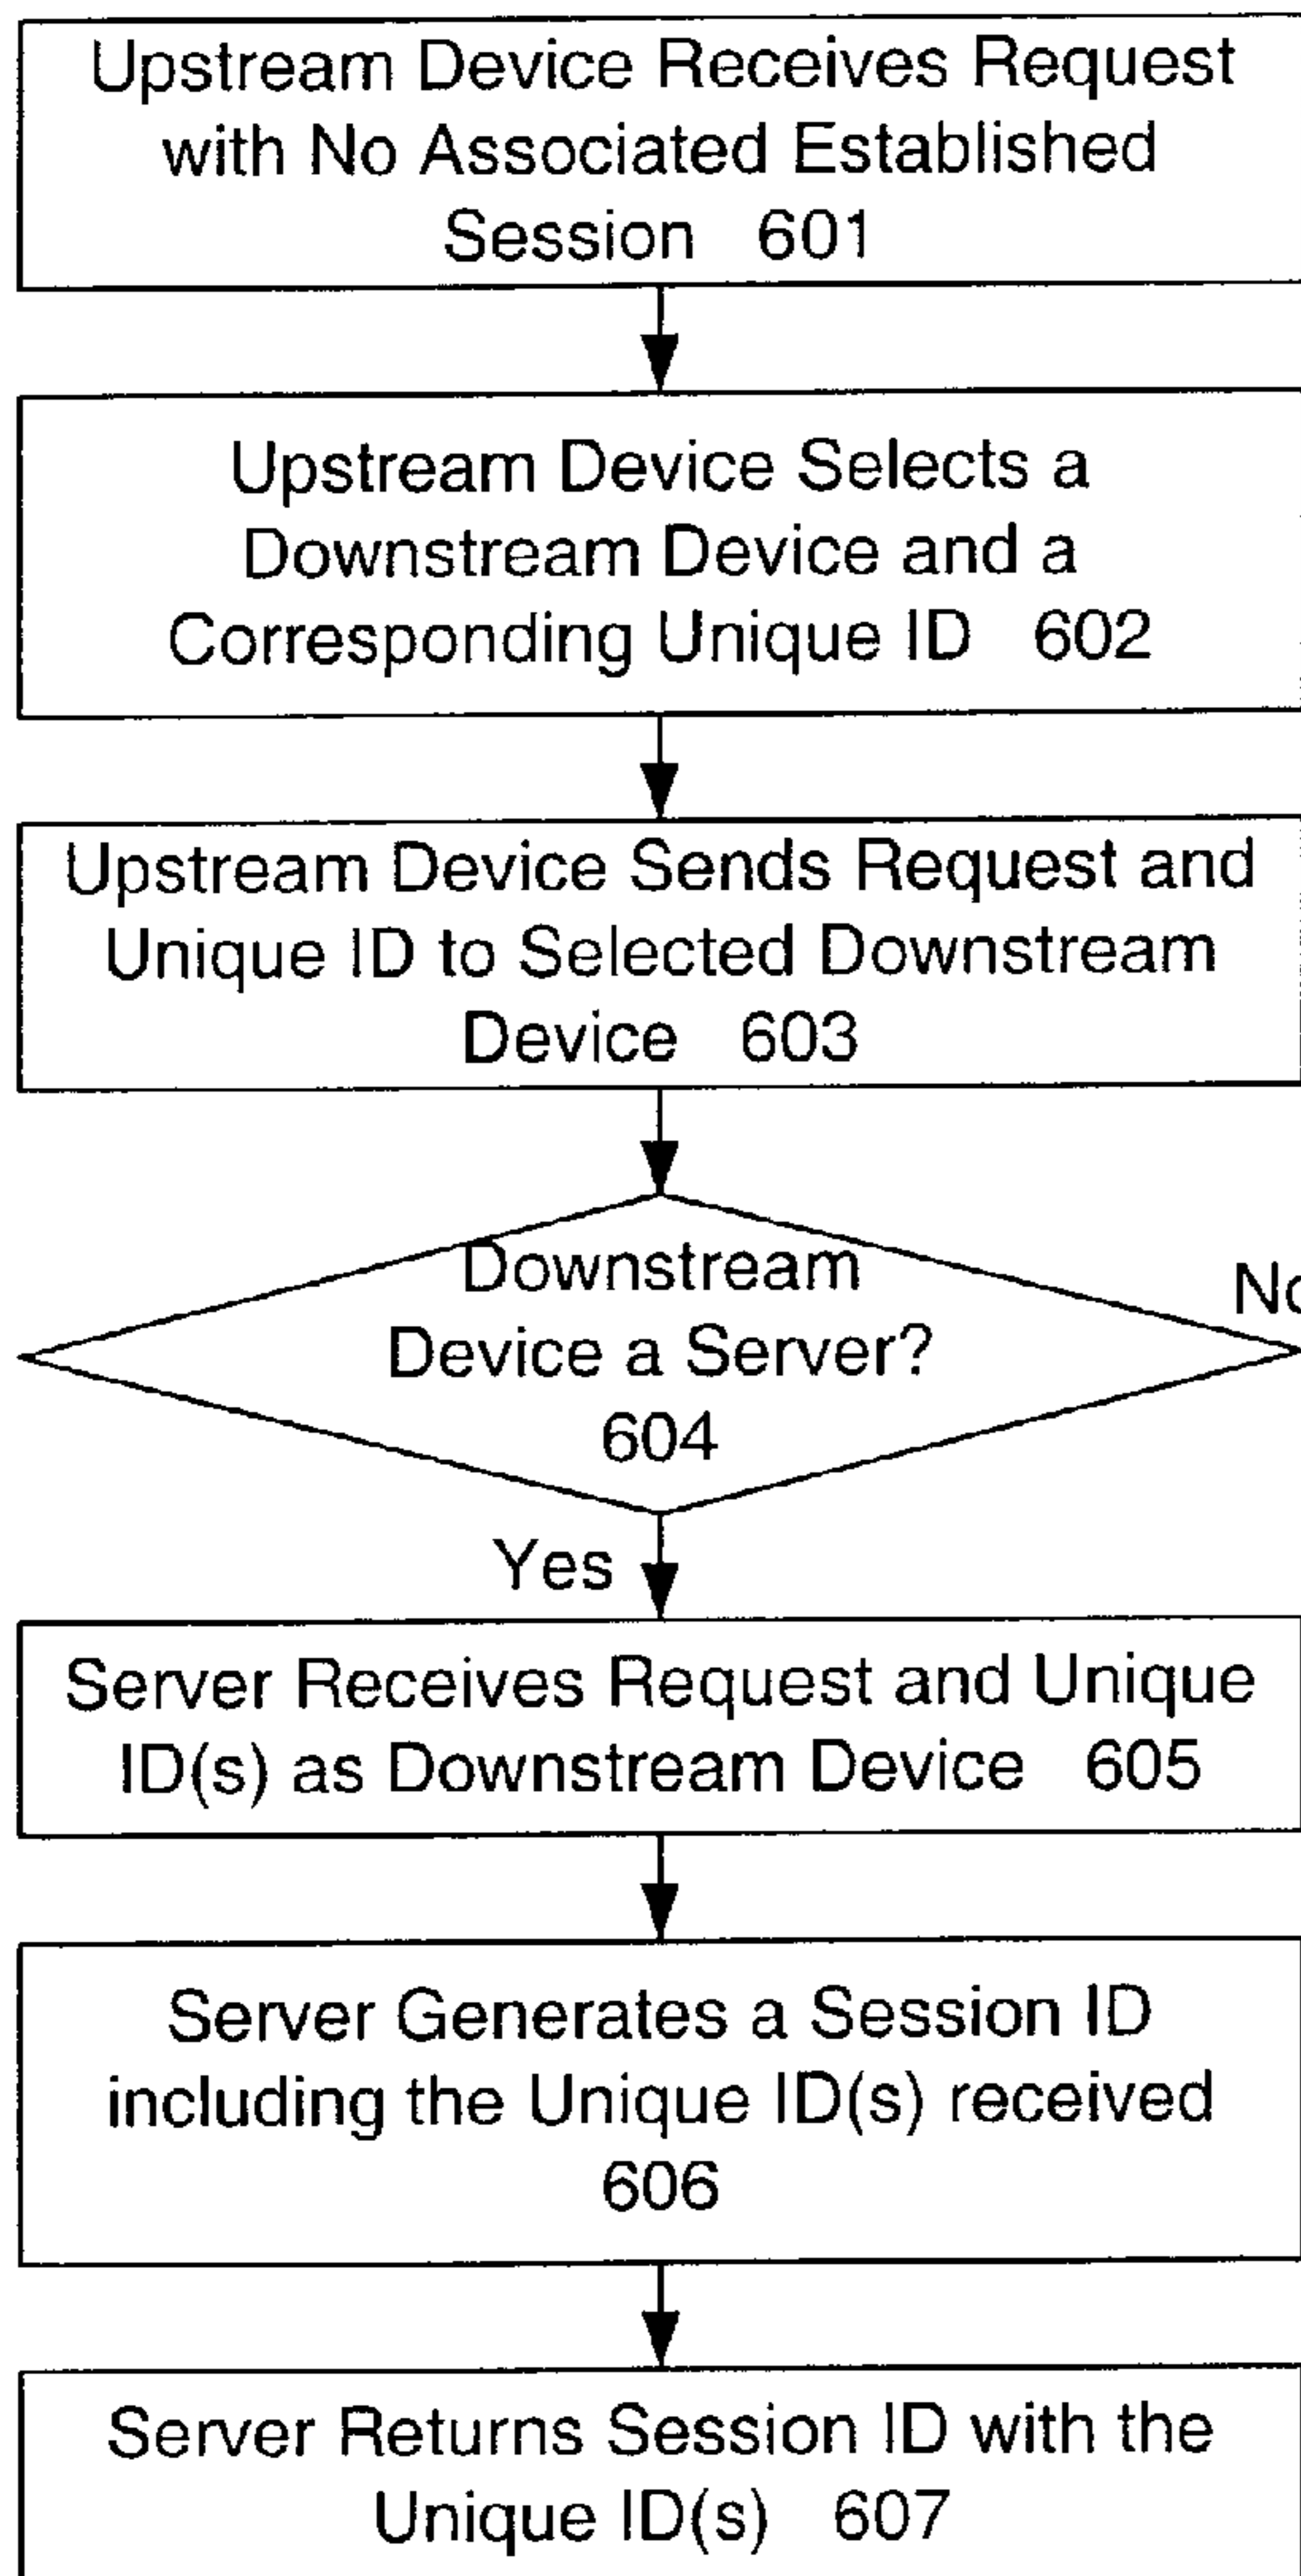 Upstream Device Receives Request
with No Associated Established
Session 601
Upstream Device Selects a
Downstream Device and a
Corresponding Unique ID 602
Upstream Device Sends Request and
Unique ID to Selected Downstream
Device 603
Downstream
Device a Server?
604
No
Yes
Server Receives Request and Unique
ID(s) as Downstream Device 605
Server Generates a Session ID
including the Unique ID(s) received
606
Server Returns Session ID with the
Unique ID(s) 607